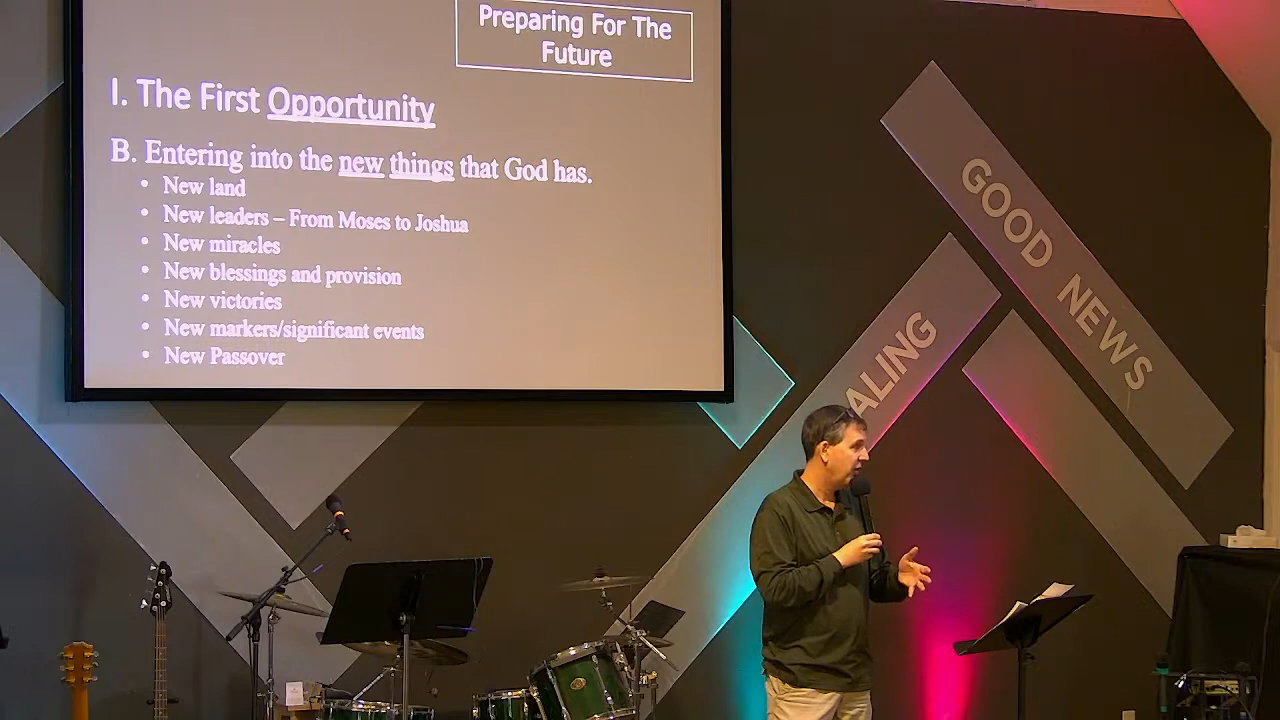 Preparing For The
Future
I. The First Opportunity
B. Entering into the new things that God has.
• New land
• New leaders – From Moses to Joshua
• New miracles
• New blessings and provision
• New victories
• New markers/significant events
• New Passover
GOOD NEWS
ALING